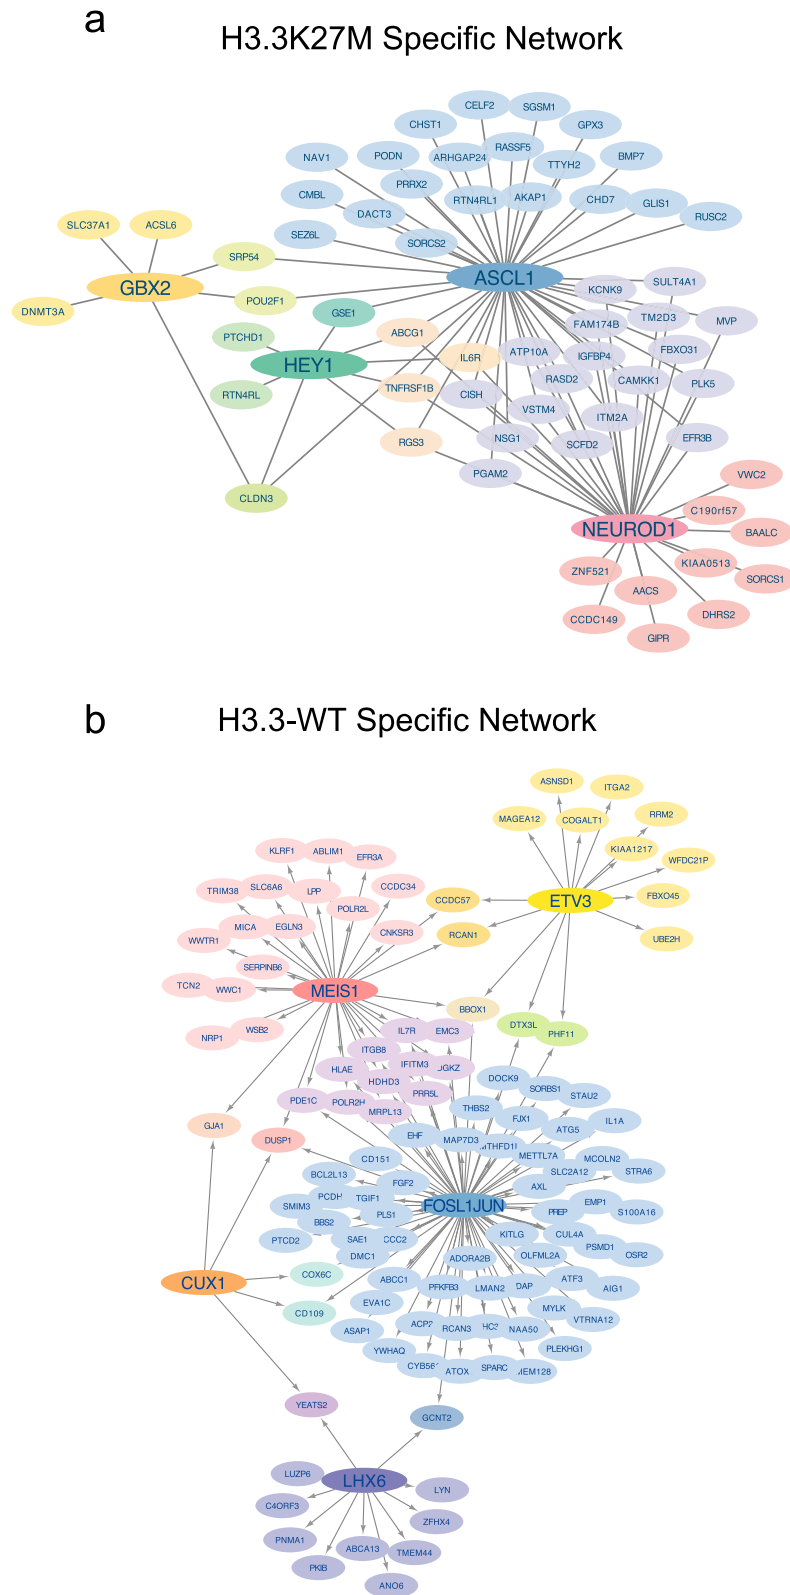 a
H3.3K27M Specific Network
CELF2
SGSM1
CHST1
GPX3
NAV1
PODN
ARHGAP24
RASSF5
TTYH2
BMP7
CMBL
PRRX2
RTN4RL1
AKAP1
CHD7
GLIS1
RUSC2
SLC37A1
ACSL6
DACT3
SEZ6L
SORCS2
SRP54
GBX2
ASCL1
DNMT3A
POU2F1
KCNK9
SULT4A1
PTCHD1
GSE1
ABCG1
FAM174B
TM2D3
MVP
HEY1
IL6R
ATP10A
IGFBP4
FBXO31
RTN4RL
TNFRSF1B
CISH
RASD2
CAMKK1
PLK5
VSTM4
ITM2A
RGS3
NSG1
SCFD2
EFR3B
CLDN3
PGAM2
VWC2
C190rf57
NEUROD1
BAALC
ZNF521
KIAA0513
SORCS1
AACS
CCDC149
DHRS2
GIPR
b
H3.3-WT Specific Network
ASNSD1
ITGA2
MAGEA12
COGALT1
RRM2
KLRF1
ABLIM1
EFR3A
KIAA1217
WFDC21P
TRIM38
SLC6A6
LPP
CCDC34
CCDC57
ETV3
FBXO45
MICA
EGLN3
POLR2L
WWTR1
CNKSR3
RCAN1
UBE2H
SERPINB6
TCN2
WWC1
MEIS1
BBOX1
NRP1
WSB2
IL7R
EMC3
DTX3L
PHF11
ITGB8
HLAE
IFITM3
DGKZ
DOCK9
SORBS1
STAU2
PDE1C
HDHD3
PRR5L
POLR2H
MRPL13
THBS2
FJX1
IL1A
GJA1
DUSP1
EHF
MAP7D3
ATG5
CD151
METTL7A
SLC2A12
MCOLN2
BCL2L13
FGF2
AXL
STRA6
SMIM3
PCDH
TGIF1
FOSL1JUN
EMP1
BBS2
PLS1
PREP
S100A16
PTCD2
SAE1
CCC2
KITLG
CUL4A
PSMD1
DMC1
ADORA2B
OLFML2A
OSR2
CUX1
COX6C
ABCC1
PFKFB3
LMAN2
DAP
ATF3
AIG1
CD109
EVA1C
MYLK
VTRNA12
ASAP1
ACP2
RCAN3
NAA50
YWHAQ
PLEKHG1
ATOX
SPARC
YEATS2
GCNT2
LUZP6
LHX6
LYN
C4ORF3
ZFHX4
PNMA1
ABCA13
TMEM44
PKIB
ANO6